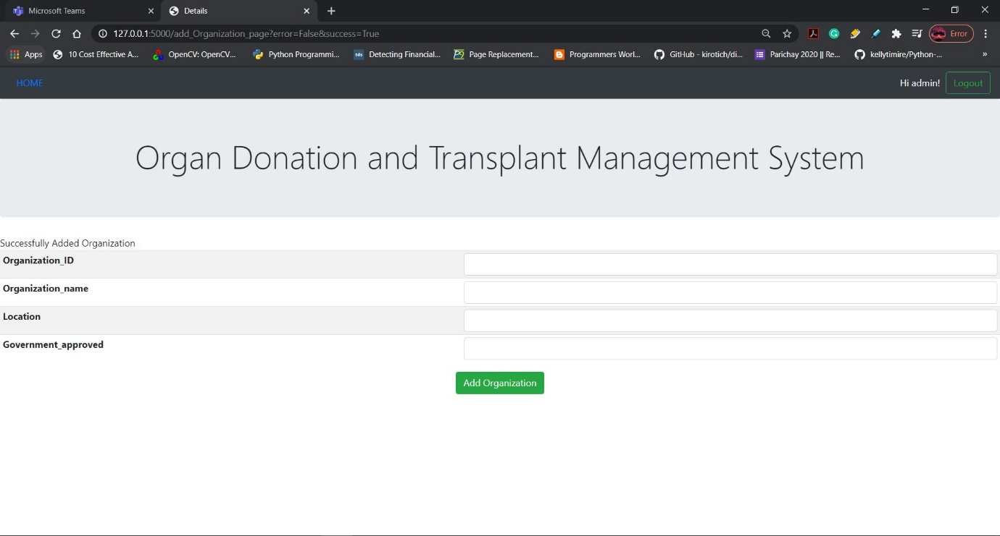 Microsoft Teams
Details
127.0.0.1:5000/add_Organization_page?error=False&success=True
Error
Apps
10 Cost Effective A...
OpenCV: OpenCV...
Python Programmi...
tds
Detecting Financial...
Page Replacement...
Programmers Worl...
GitHub - kirotich/di...
Parichay 2020 || Re...
kellytimire/Python-...
»
HOME
Hi admin!
Logout
Organ Donation and Transplant Management System
Successfully Added Organization
Organization_ID
Organization_name
Location
Government_approved
Add Organization